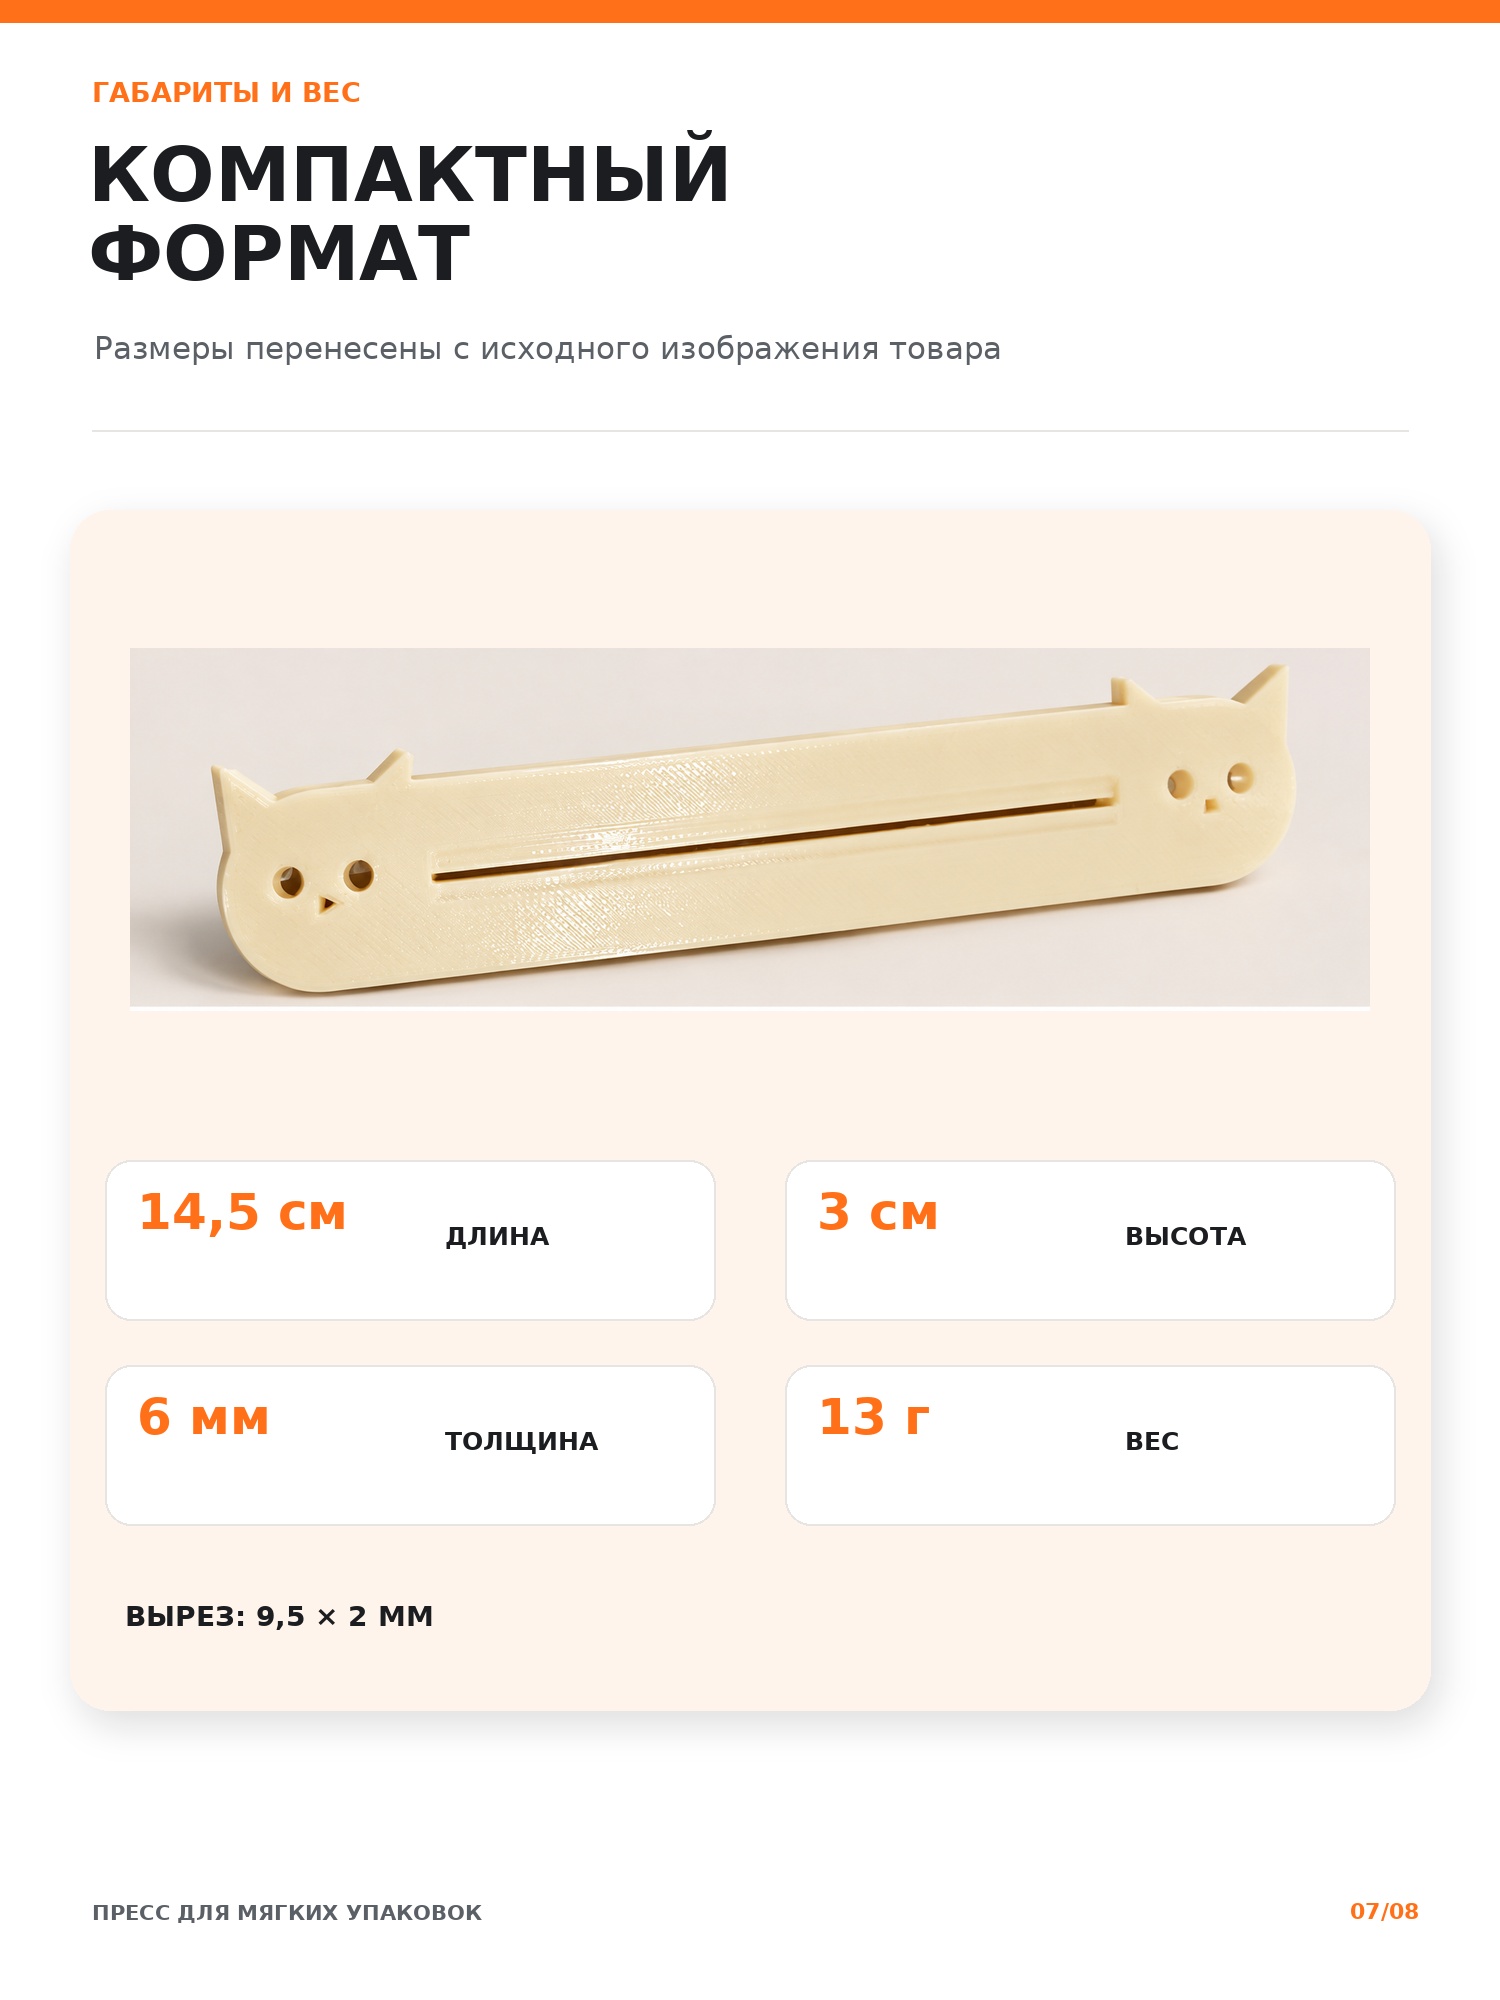 ГАБАРИТЫ И ВЕС
КОМПАКТНЫЙ
ФОРМАТ
Размеры перенесены с исходного изображения товара
14,5 см ДЛИНА
3 см ВЫСОТА
6 мм ТОЛЩИНА
13 г ВЕС
ВЫРЕЗ: 9,5 × 2 ММ
ПРЕСС ДЛЯ МЯГКИХ УПАКОВОК
07/08